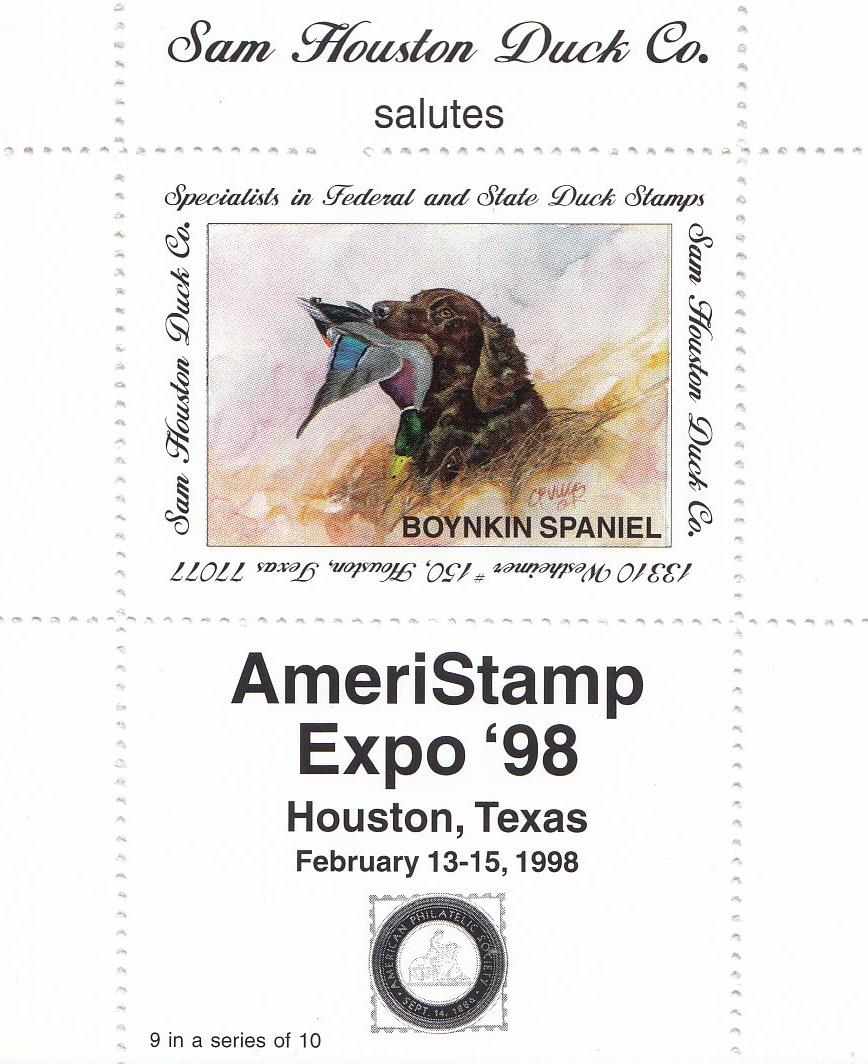 Sam Houston Duck Co.
salutes
Specialists in Federal and State Duck Stamps
Sam Houston Duck Co.
Sam Houston Duck Co.
BOYNKIN SPANIEL
13310 Westheimer # 150, Houston, Texas 77077
AmeriStamp
Expo ‘98
Houston, Texas
February 13-15, 1998
AMERICAN PHILATELIC SOCIETY
SEPT. 14, 1886
9 in a series of 10